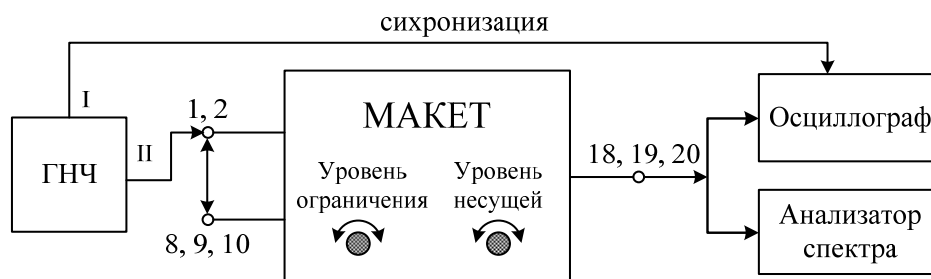 сихронизация
I
1, 2
МАКЕТ
Осциллограф
ГНЧ
II
18, 19, 20
Уровень
ограничения
Уровень
несущей
8, 9, 10
Анализатор
спектра